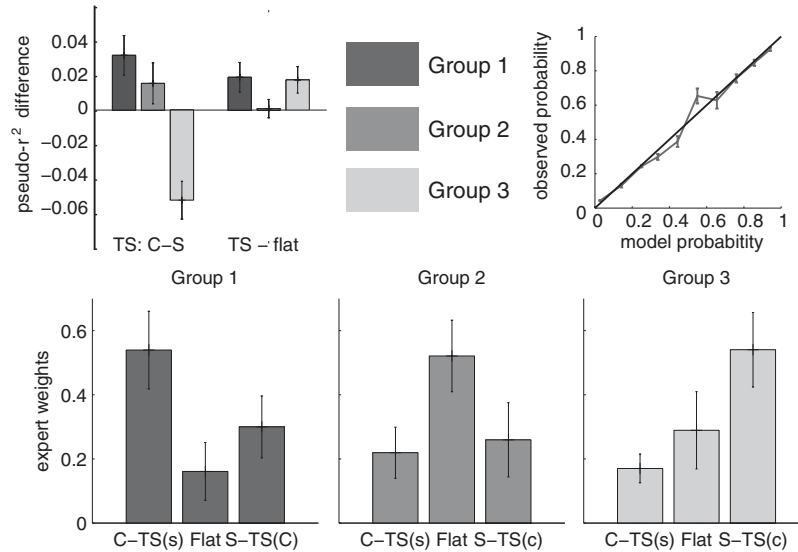 pseudo-r² difference
0.04
0.02
0
−0.02
−0.04
−0.06
TS: C−S
TS − flat
Group 1
Group 2
Group 3
observed probability
1
0.8
0.6
0.4
0.2
0
0 0.2 0.4 0.6 0.8 1
model probabitity
Group 1
Group 2
Group 3
expert weights
0.6
0.4
0.2
0
C−TS(s) Flat S−TS(C)
C−TS(s) Flat S−TS(c)
C−TS(s) Flat S−TS(c)